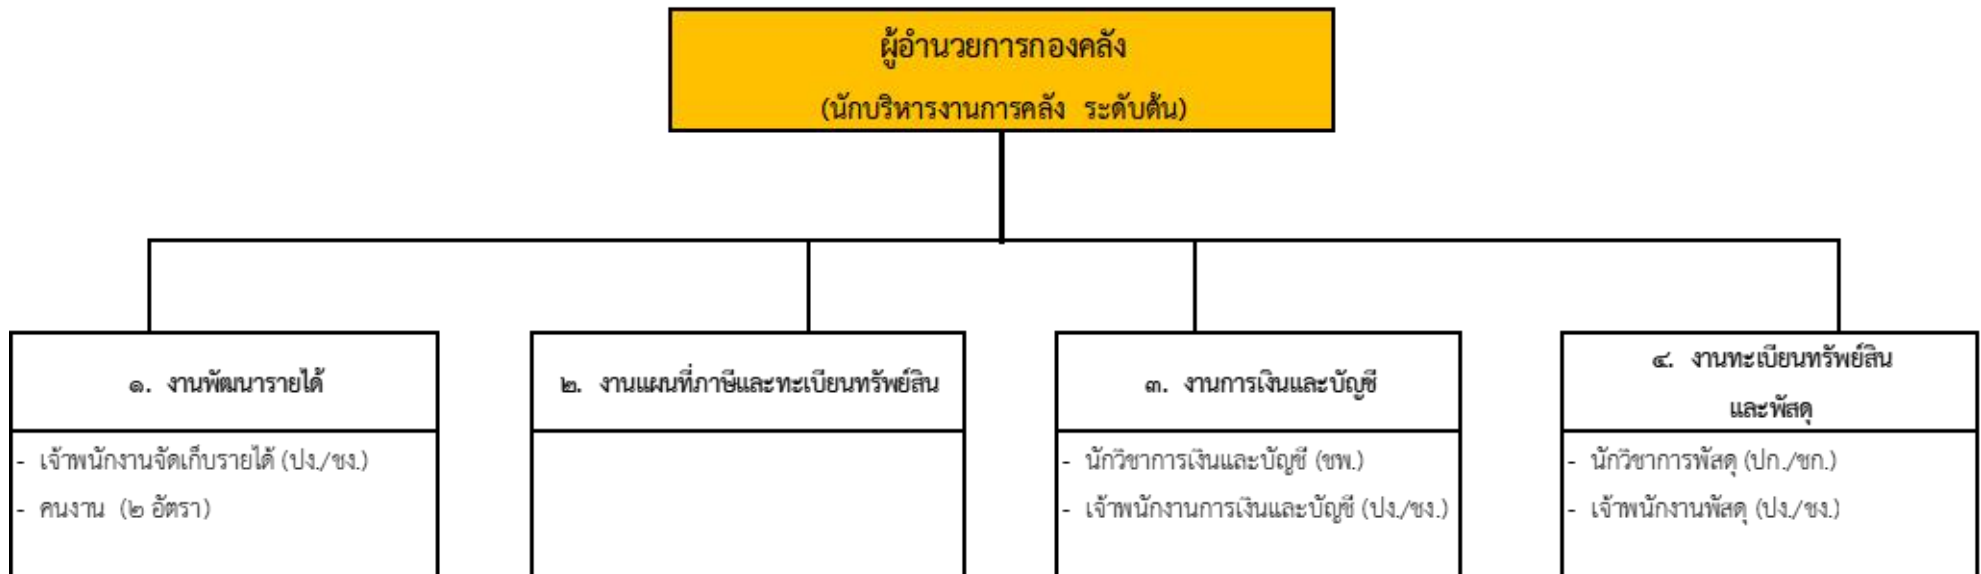 ผู้อำนวยการกองคลัง
(นักบริหารงานการคลัง ระดับต้น)
๑. งานพัฒนารายได้
- เจ้าพนักงานจัดเก็บรายได้ (ปง./ชง.)
- คนงาน (๒ อัตรา)
๒. งานแผนที่ภาษีและทะเบียนทรัพย์สิน
๓. งานการเงินและบัญชี
- นักวิชาการเงินและบัญชี (ชพ.)
- เจ้าพนักงานการเงินและบัญชี (ปง./ชง.)
๔. งานทะเบียนทรัพย์สิน
และพัสดุ
- นักวิชาการพัสดุ (ปก./ชก.)
- เจ้าพนักงานพัสดุ (ปง./ชง.)